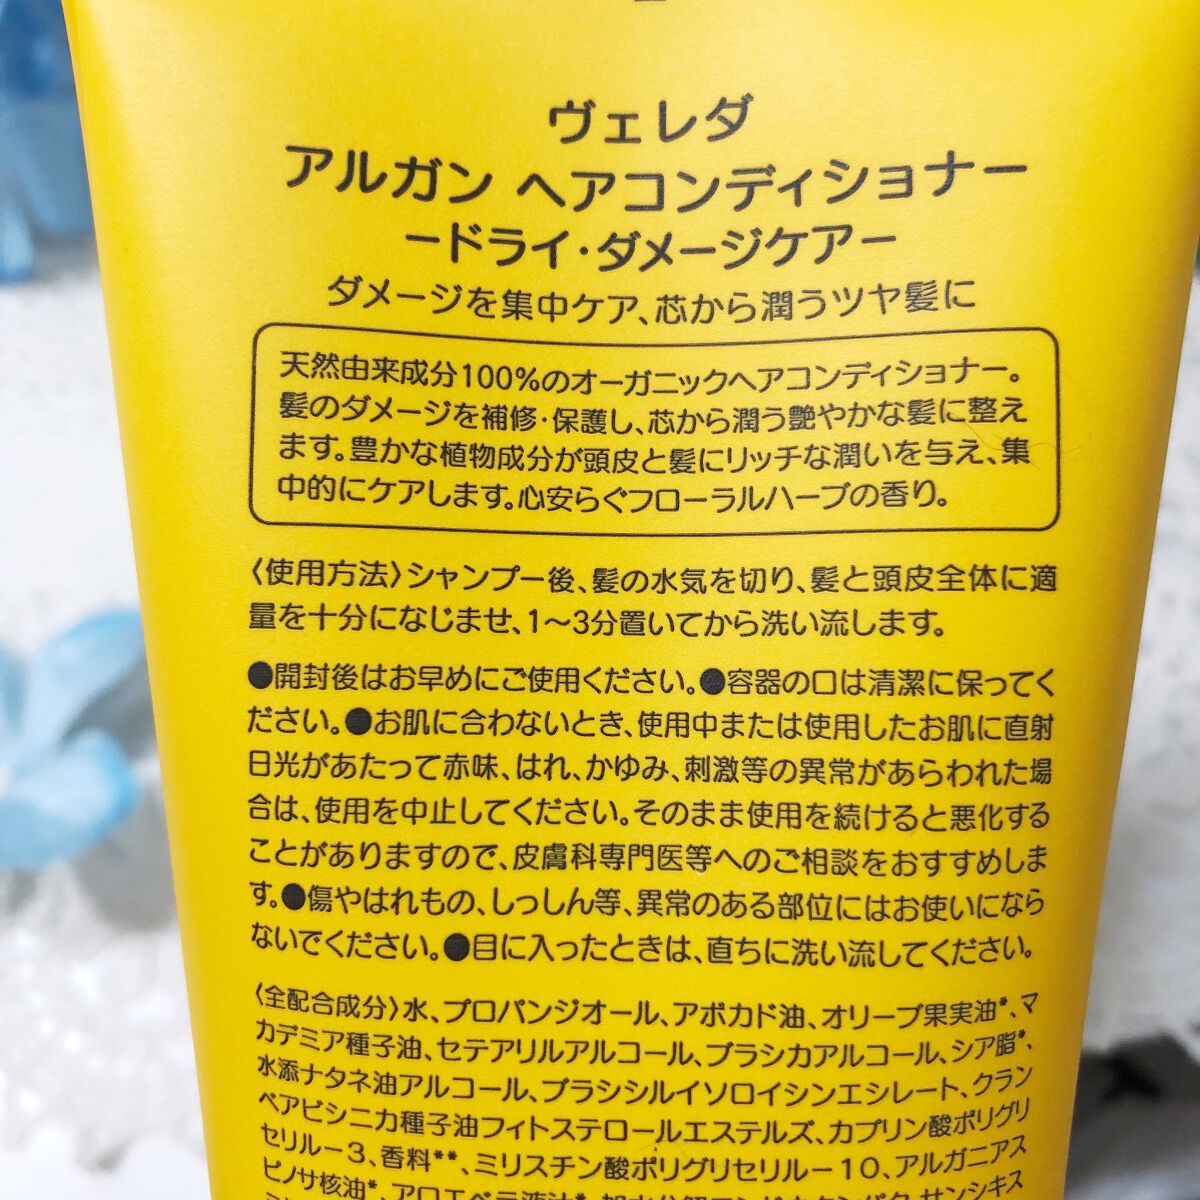 ヴェレダ
アルガン ヘアコンディショナー
－ドライ・ダメージケア－
ダメージを集中ケア、芯から潤うツヤ髪に
天然由来成分100%のオーガニックヘアコンディショナー。
髪のダメージを補修・保護し、芯から潤う艶やかな髪に整え
ます。豊かな植物成分が頭皮と髪にリッチな潤いを与え、集
中的にケアします。心安らぐフローラルハーブの香り。
〈使用方法〉シャンプー後、髪の水気を切り、髪と頭皮全体に適
量を十分になじませ、1～3分置いてから洗い流します。
●開封後はお早めにご使用ください。●容器の口は清潔に保ってく
ださい。●お肌に合わないとき、使用中または使用したお肌に直射
日光があたって赤味、はれ、かゆみ、刺激等の異常があらわれた場
合は、使用を中止してください。そのまま使用を続けると悪化する
ことがありますので、皮膚科専門医等へのご相談をおすすめしま
す。●傷やはれもの、しっしん等、異常のある部位にはお使いになら
ないでください。●目に入ったときは、直ちに洗い流してください。
〈全配合成分〉水、プロパンジオール、アボカド油、オリーブ果実油*、マ
カデミア種子油、セテアリルアルコール、ブラシカアルコール、シア脂*、
水添ナタネ油アルコール、ブラシシルイソロイシンエシレート、クラン
ベアビシニカ種子油フィトステロールエステルズ、カプリン酸ポリグリ
セリル－3、香料**、ミリスチン酸ポリグリセリル－10、アルガニアス
ピノサ核油*、アロエベラ液汁*、